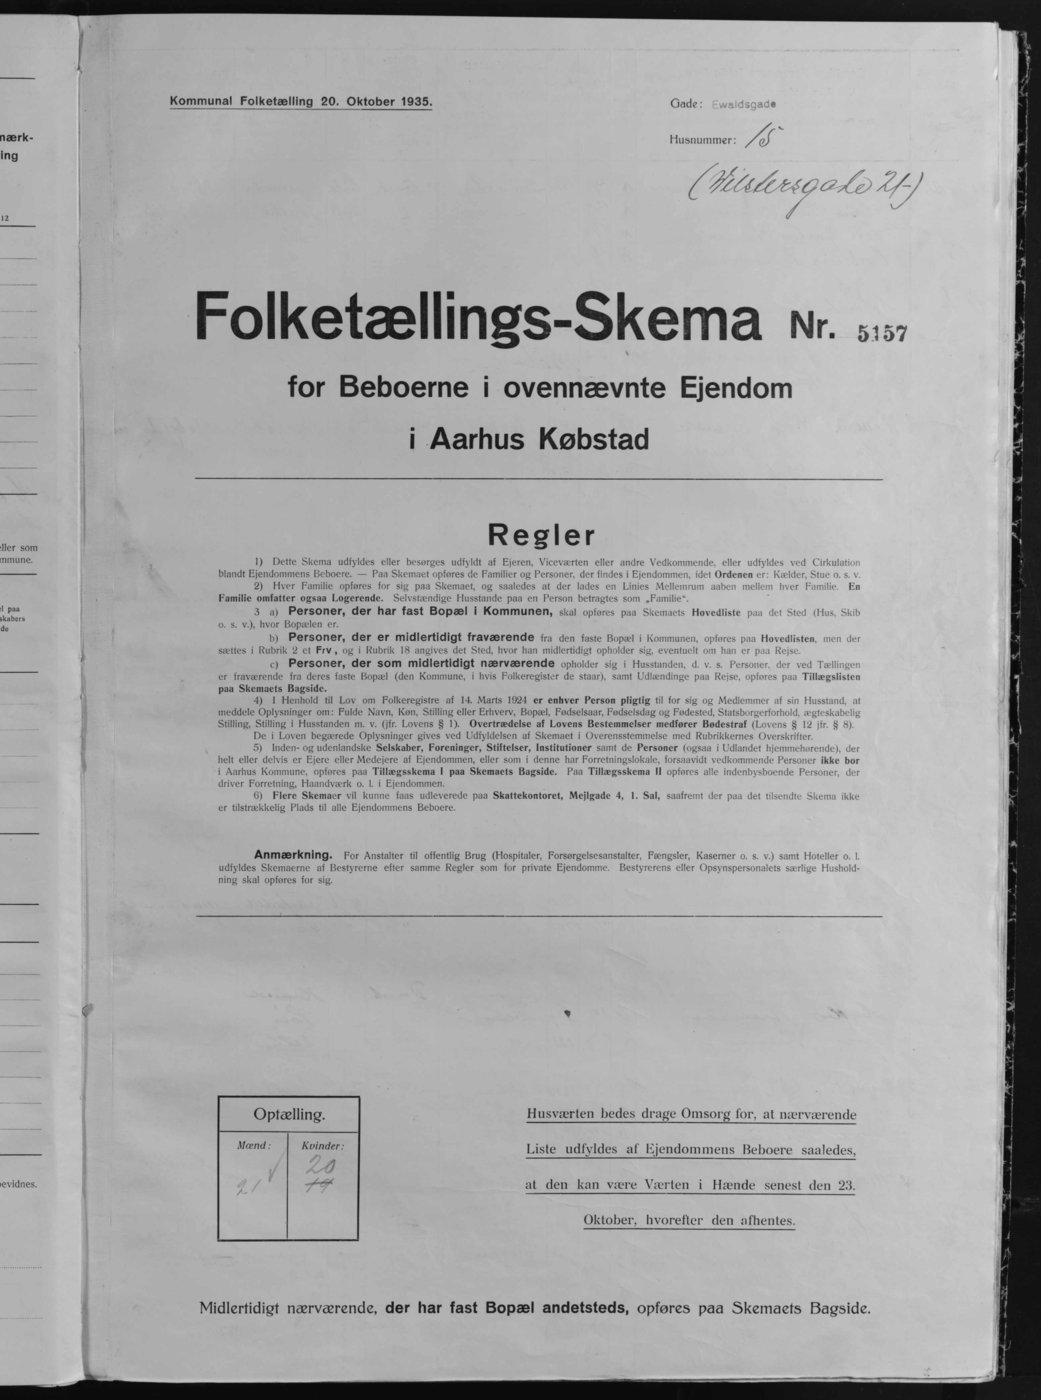 mærk-
ing
12
eller som
mmune.
el paa
skabers
de
evidnes.
Kommunal Folketælling 20. Oktober 1935.
Gade: Ewaldsgade
Husnummer: 15
(Wilstersgade 21)
Folketællings-Skema Nr. 5157
for Beboerne i ovennævnte Ejendom
i Aarhus Købstad
Regler
1) Dette Skema udfyldes eller besørges udfyldt af Ejeren, Viceværten eller andre Vedkommende, eller udfyldes ved Cirkulation
blandt Ejendommens Beboere. — Paa Skemaet opføres de Familier og Personer, der findes i Ejendommen, idet Ordenen er: Kælder, Stue o. s. v.
2) Hver Familie opføres for sig paa Skemaet, og saaledes at der lades en Linies Mellemrum aaben mellem hver Familie. En
Familie omfatter ogsaa Logerende. Selvstændige Husstande paa en Person betragtes som „Familie“.
3 a) Personer, der har fast Bopæl i Kommunen, skal opføres paa Skemaets Hovedliste paa det Sted (Hus, Skib
o. s. v.), hvor Bopælen er.
b) Personer, der er midlertidigt fraværende fra den faste Bopæl i Kommunen, opføres paa Hovedlisten, men der
sættes i Rubrik 2 et Frv., og i Rubrik 18 angives det Sted, hvor han midlertidigt opholder sig, eventuelt om han er paa Rejse.
c) Personer, der som midlertidigt nærværende opholder sig i Husstanden, d. v. s. Personer, der ved Tællingen
er fraværende fra deres faste Bopæl (den Kommune, i hvis Folkeregister de staar), samt Udlændinge paa Rejse, opføres paa Tillægslisten
paa Skemaets Bagside.
4) I Henhold til Lov om Folkeregistre af 14. Marts 1924 er enhver Person pligtig til for sig og Medlemmer af sin Husstand, at
meddele Oplysninger om: Fulde Navn, Køn, Stilling eller Erhverv, Bopæl, Fødselsaar, Fødselsdag og Fødested, Statsborgerforhold, ægteskabelig
Stilling, Stilling i Husstanden m. v. (jfr. Lovens § 1). Overtrædelse af Lovens Bestemmelser medfører Bødestraf (Lovens § 12 jfr. § 8).
De i Loven begærede Oplysninger gives ved Udfyldelsen af Skemaet i Overensstemmelse med Rubrikkernes Overskrifter.
5) Inden- og udenlandske Selskaber, Foreninger, Stiftelser, Institutioner samt de Personer (ogsaa i Udlandet hjemmehørende), der
helt eller delvis er Ejere eller Medejere af Ejendommen, eller som i denne har Forretningslokale, forsaavidt vedkommende Personer ikke bor
i Aarhus Kommune, opføres paa Tillægsskema I paa Skemaets Bagside. Paa Tillægsskema II opføres alle indenbysboende Personer, der
driver Forretning, Haandværk o. l. i Ejendommen.
6) Flere Skemaer vil kunne faas udleverede paa Skattekontoret, Mejlgade 4, 1. Sal, saafremt der paa det tilsendte Skema ikke
er tilstrækkelig Plads til alle Ejendommens Beboere.
Anmærkning. For Anstalter til offentlig Brug (Hospitaler, Forsørgelsesanstalter, Fængsler, Kaserner o. s. v.) samt Hoteller o. l.
udfyldes Skemaerne af Bestyrerne efter samme Regler som for private Ejendomme. Bestyrerens eller Opsynspersonalets særlige Hushold-
ning skal opføres for sig.
Optælling.
Mænd: Kvinder:
20
21 19
Husværten bedes drage Omsorg for, at nærværende
Liste udfyldes af Ejendommens Beboere saaledes,
at den kan være Værten i Hænde senest den 23.
Oktober, hvorefter den afhentes.
Midlertidigt nærværende, der har fast Bopæl andetsteds, opføres paa Skemaets Bagside.